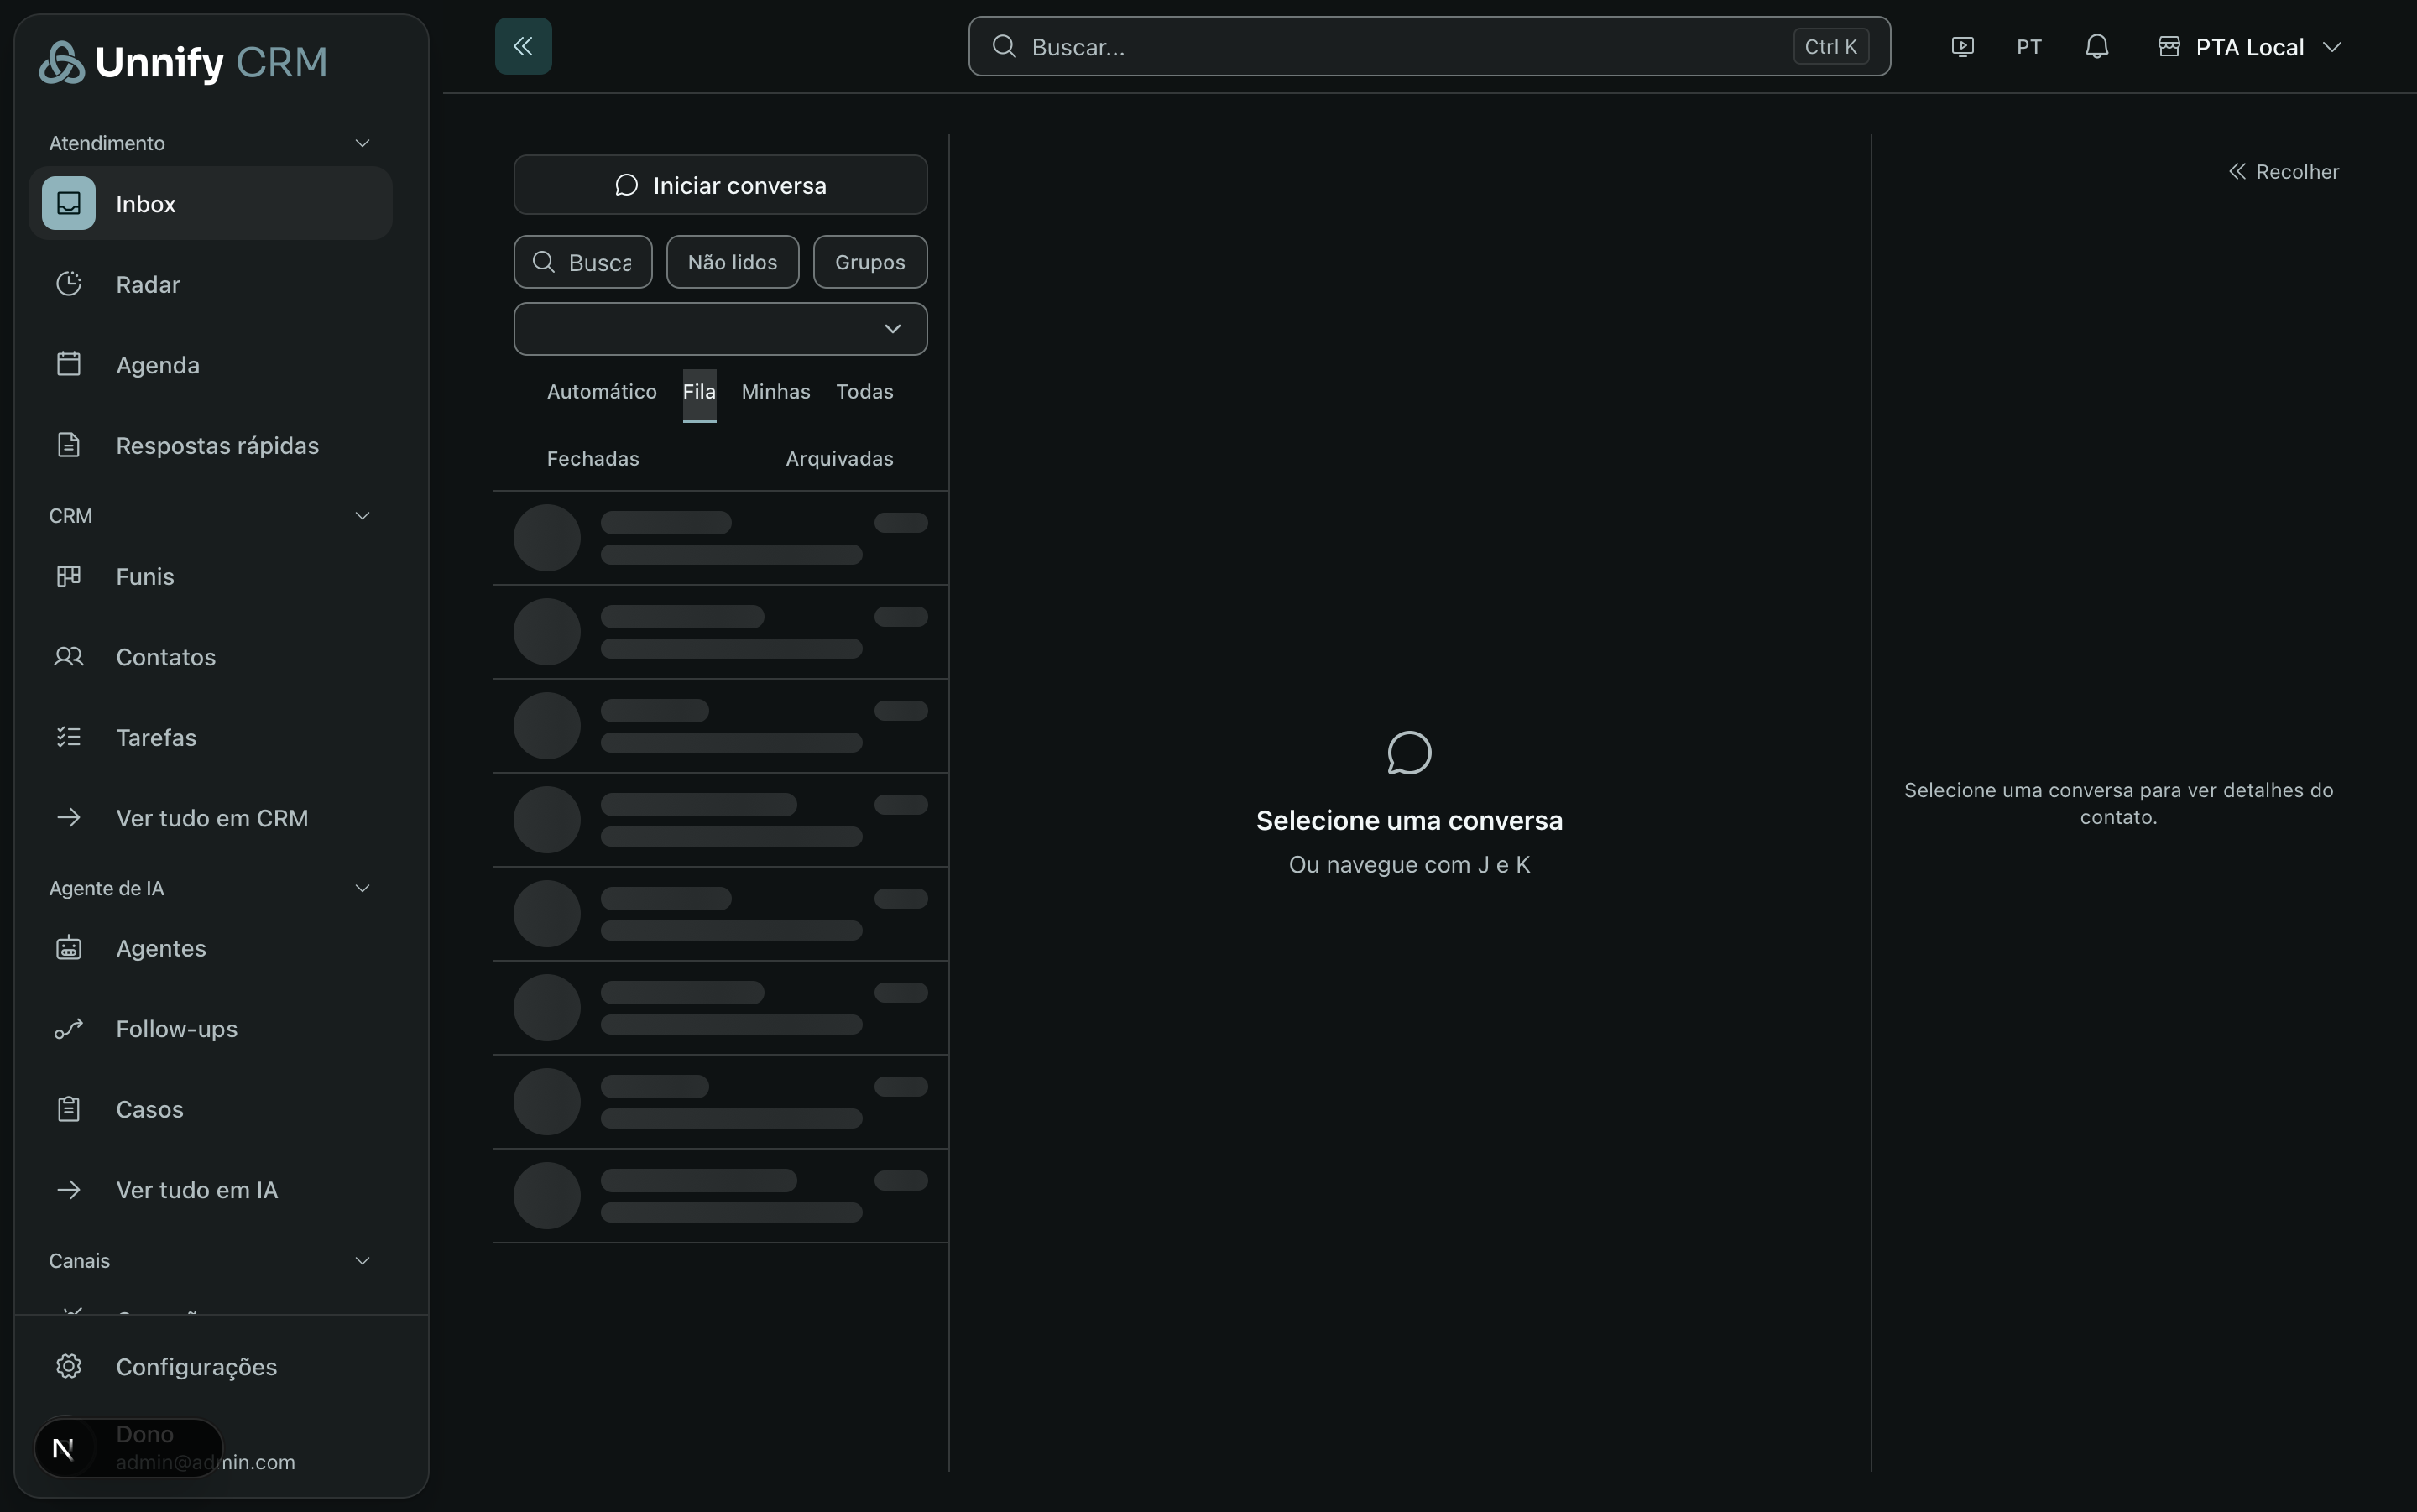 Unnify CRM
Atendimento
Inbox
Radar
Agenda
Respostas rápidas
CRM
Funis
Contatos
Tarefas
Ver tudo em CRM
Agente de IA
Agentes
Follow-ups
Casos
Ver tudo em IA
Canais
Configurações
Dono
admin@admin.com
Buscar...
Ctrl K
PT
PTA Local
Iniciar conversa
Busca
Não lidos
Grupos
Automático
Fila
Minhas
Todas
Fechadas
Arquivadas
Selecione uma conversa
Ou navegue com J e K
Recolher
Selecione uma conversa para ver detalhes do
contato.